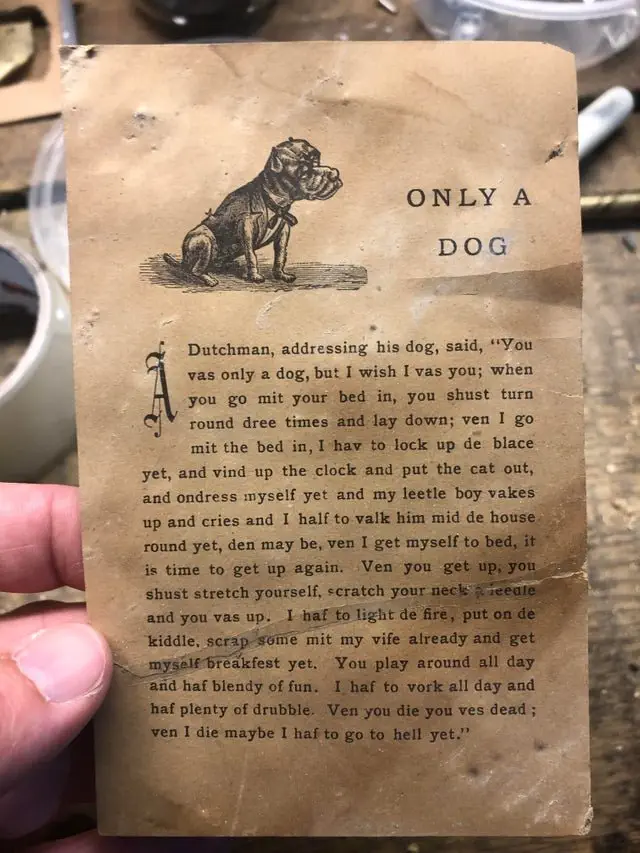 ONLY A
DOG
A Dutchman, addressing his dog, said, “You
vas only a dog, but I wish I vas you; when
you go mit your bed in, you shust turn
round dree times and lay down; ven I go
mit the bed in, I hav to lock up de blace
yet, and vind up the clock and put the cat out,
and ondress myself yet and my leetle boy vakes
up and cries and I half to valk him mid de house
round yet, den may be, ven I get myself to bed, it
is time to get up again. Ven you get up, you
shust stretch yourself, scratch your neck a leedle
and you vas up. I haf to light de fire, put on de
kiddle, scrap some mit my vife already and get
myself breakfest yet. You play around all day
and haf blendy of fun. I haf to vork all day and
haf plenty of drubble. Ven you die you ves dead;
ven I die maybe I haf to go to hell yet.”